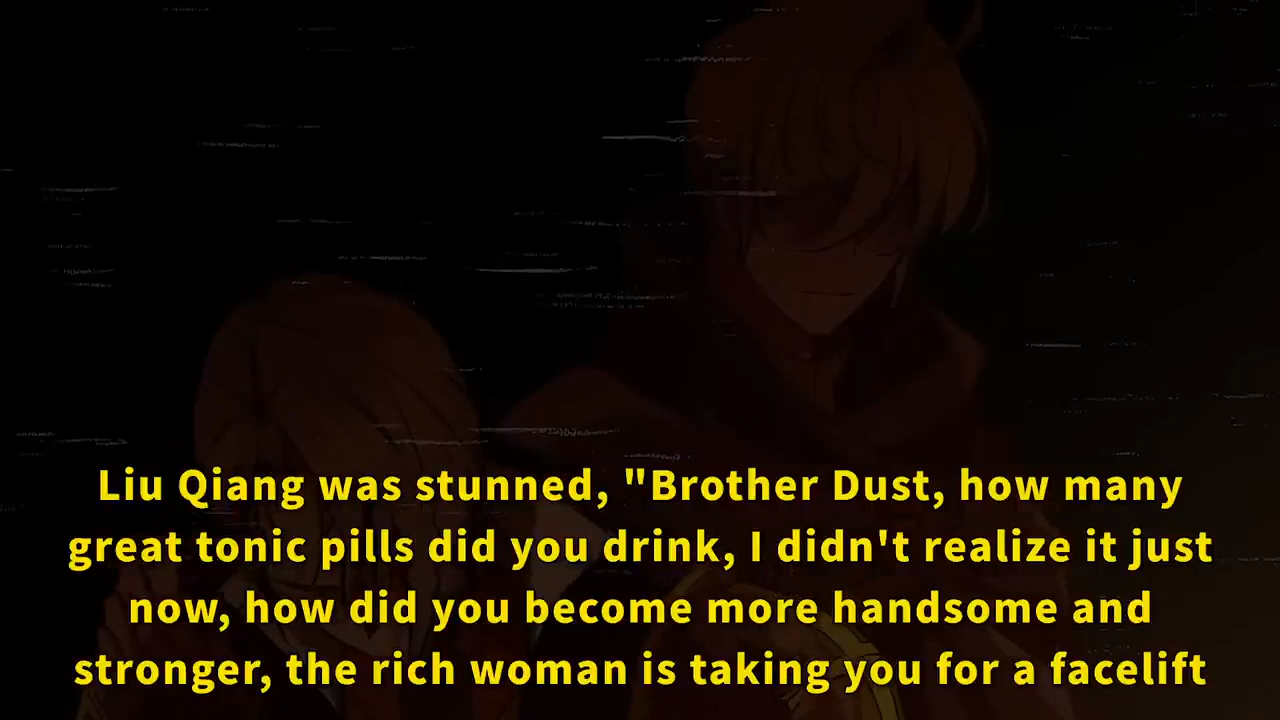 Liu Qiang was stunned, "Brother Dust, how many
great tonic pills did you drink, I didn't realize it just
now, how did you become more handsome and
stronger, the rich woman is taking you for a facelift